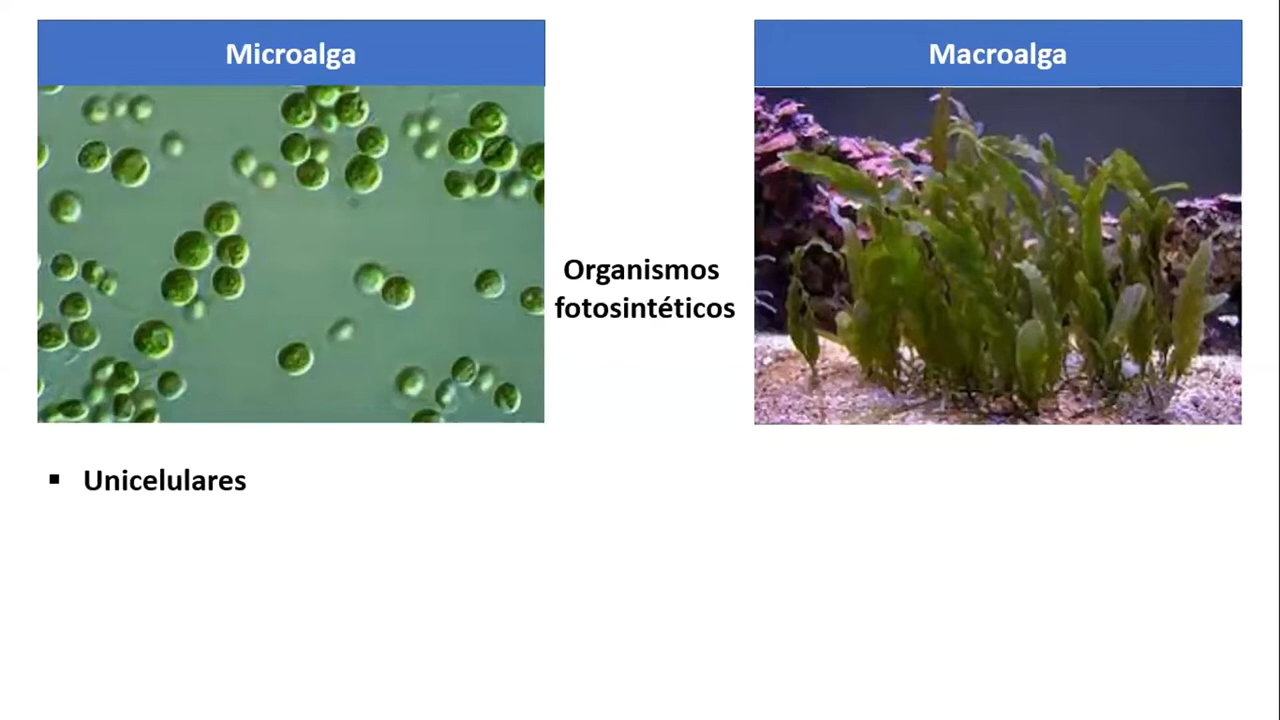 Microalga
Macroalga
Organismos
fotosintéticos
▪ Unicelulares